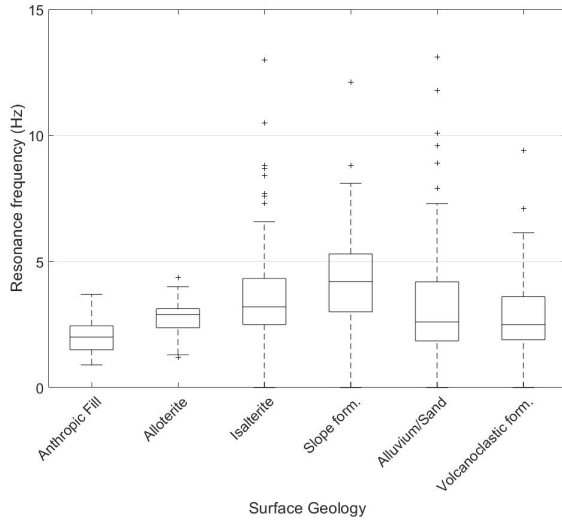 15
10
5
0
Resonance frequency (Hz)
Anthropic Fill
Alloterite
Isalterite
Slope form.
Alluvium/Sand
Volcanoclastic form.
Surface Geology